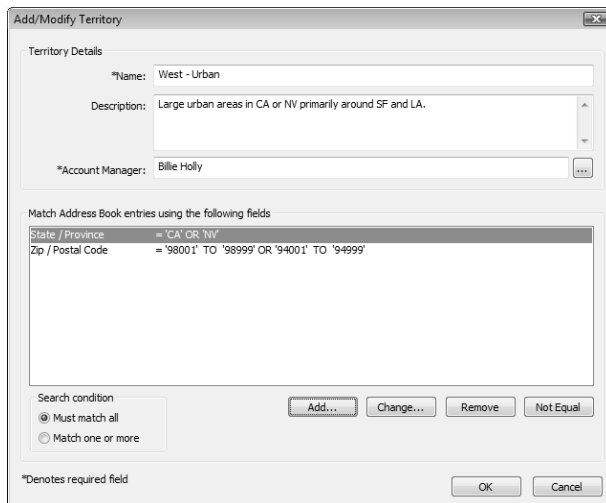 Add/Modify Territory
Territory Details
*Name: West - Urban
Description: Large urban areas in CA or NV primarily around SF and LA.
*Account Manager: Billie Holly ...
Match Address Book entries using the following fields
State / Province = 'CA' OR 'NV'
Zip / Postal Code = '98001' TO '98999' OR '94001' TO '94999'
Search condition
Must match all
Match one or more
Add... Change... Remove Not Equal
*Denotes required field
OK Cancel